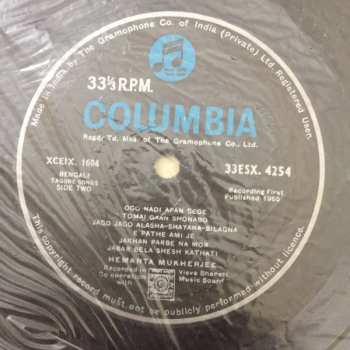 Made in India by The Gramophone Co. of India (Private) Ltd. Registered User.
33⅓ R.P.M.
COLUMBIA
Regd. Td. Mks. of The Gramophone Co., Ltd.
XCEIX. 1604
33ESX. 4254
BENGALI
TAGORE SONGS
SIDE TWO
Recording First
Published 1960
OGO NADI APAN BEGE
TOMAI GAAN SHONABO
JAGO JAGO ALASHA-SHAYANA-BILAGNA
E PATHE AMI JE
JAKHAN PARBE NA MOR
JABAR BELA SHESH KATHATI
HEMANTA MUKHERJEE
Recorded in
Co operation with
Visva Bharati
Music Board
This copyright record must not be publicly performed without licence.